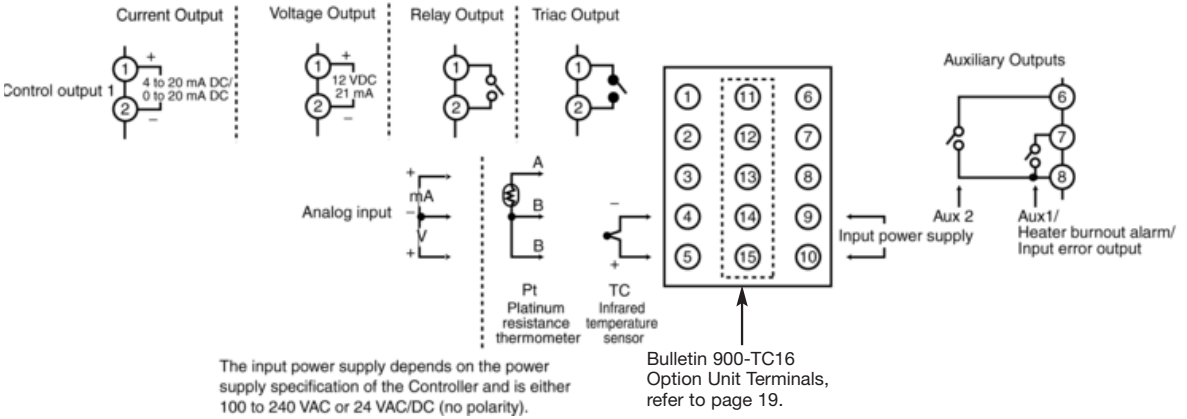 Current Output
Voltage Output
Relay Output
Triac Output
Control output 1
1
+
4 to 20 mA DC/
0 to 20 mA DC
2
–
1
+
12 VDC
21 mA
2
–
1
2
1
2
Auxiliary Outputs
6
7
8
Aux 2
Aux1/
Heater burnout alarm/
Input error output
1 11 6
2 12 7
3 13 8
4 14 9
5 15 10
Input power supply
Analog input
+
mA
–
V
+
A
B
B
Pt
Platinum
resistance
thermometer
–
+
TC
Infrared
temperature
sensor
The input power supply depends on the power
supply specification of the Controller and is either
100 to 240 VAC or 24 VAC/DC (no polarity).
Bulletin 900-TC16
Option Unit Terminals,
refer to page 19.